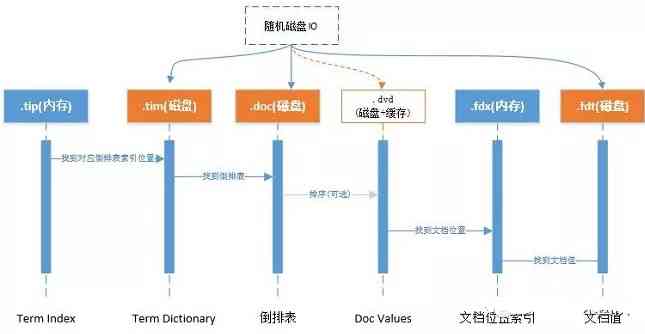 随机磁盘IO
.tip(内存)
.tim(磁盘)
.doc(磁盘)
.dvd
(磁盘+缓存)
.fdx(内存)
.fdt(磁盘)
找到对应倒排表索引位置
找到倒排表
排序(可选)
找到文档位置
找到文档值
Term Index
Term Dictionary
倒排表
Doc Values
文档位置索引
文档值